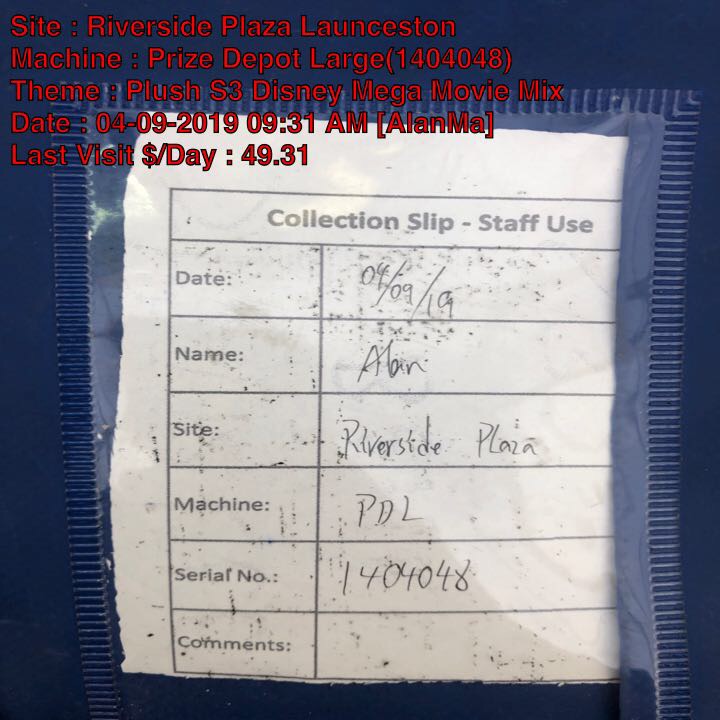 Site : Riverside Plaza Launceston
Machine : Prize Depot Large(1404048)
Theme : Plush S3 Disney Mega Movie Mix
Date : 04-09-2019 09:31 AM [AlanMa]
Last Visit $/Day : 49.31
Collection Slip - Staff Use
Date: 04/09/19
Name: Alan
Site: Riverside Plaza
Machine: PDL
Serial No.: 1404048
Comments: